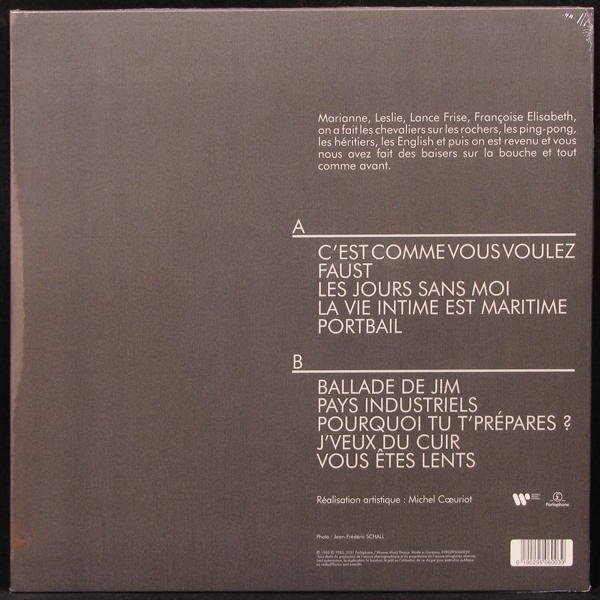 Marianne, Leslie, Lance Frise, Françoise Elisabeth,
on a fait les chevaliers sur les rochers, les ping-pong,
les héritiers, les English et puis on est revenu et vous
nous avez fait des baisers sur la bouche et tout
comme avant.
A
C'EST COMME VOUS VOULEZ
FAUST
LES JOURS SANS MOI
LA VIE INTIME EST MARITIME
PORTBAIL
B
BALLADE DE JIM
PAYS INDUSTRIELS
POURQUOI TU T'PRÉPARES ?
J'VEUX DU CUIR
VOUS ÊTES LENTS
Réalisation artistique : Michel Cœuriot
Parlophone
Photo : Jean-Frédéric SCHALL
0190295060039